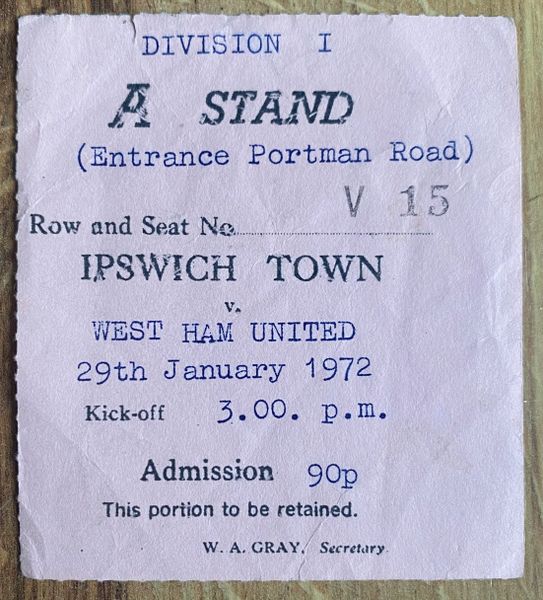 DIVISION I
A STAND
(Entrance Portman Road)
V 15
Row and Seat No.
IPSWICH TOWN
v.
WEST HAM UNITED
29th January 1972
Kick-off 3.00. p.m.
Admission 90p
This portion to be retained.
W. A. GRAY, Secretary